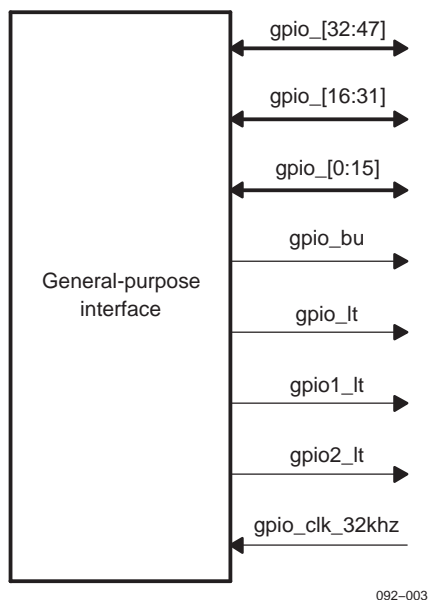 gpio_[32:47]
gpio_[16:31]
gpio_[0:15]
gpio_bu
General-purpose
interface
gpio_lt
gpio1_lt
gpio2_lt
gpio_clk_32khz
092–003